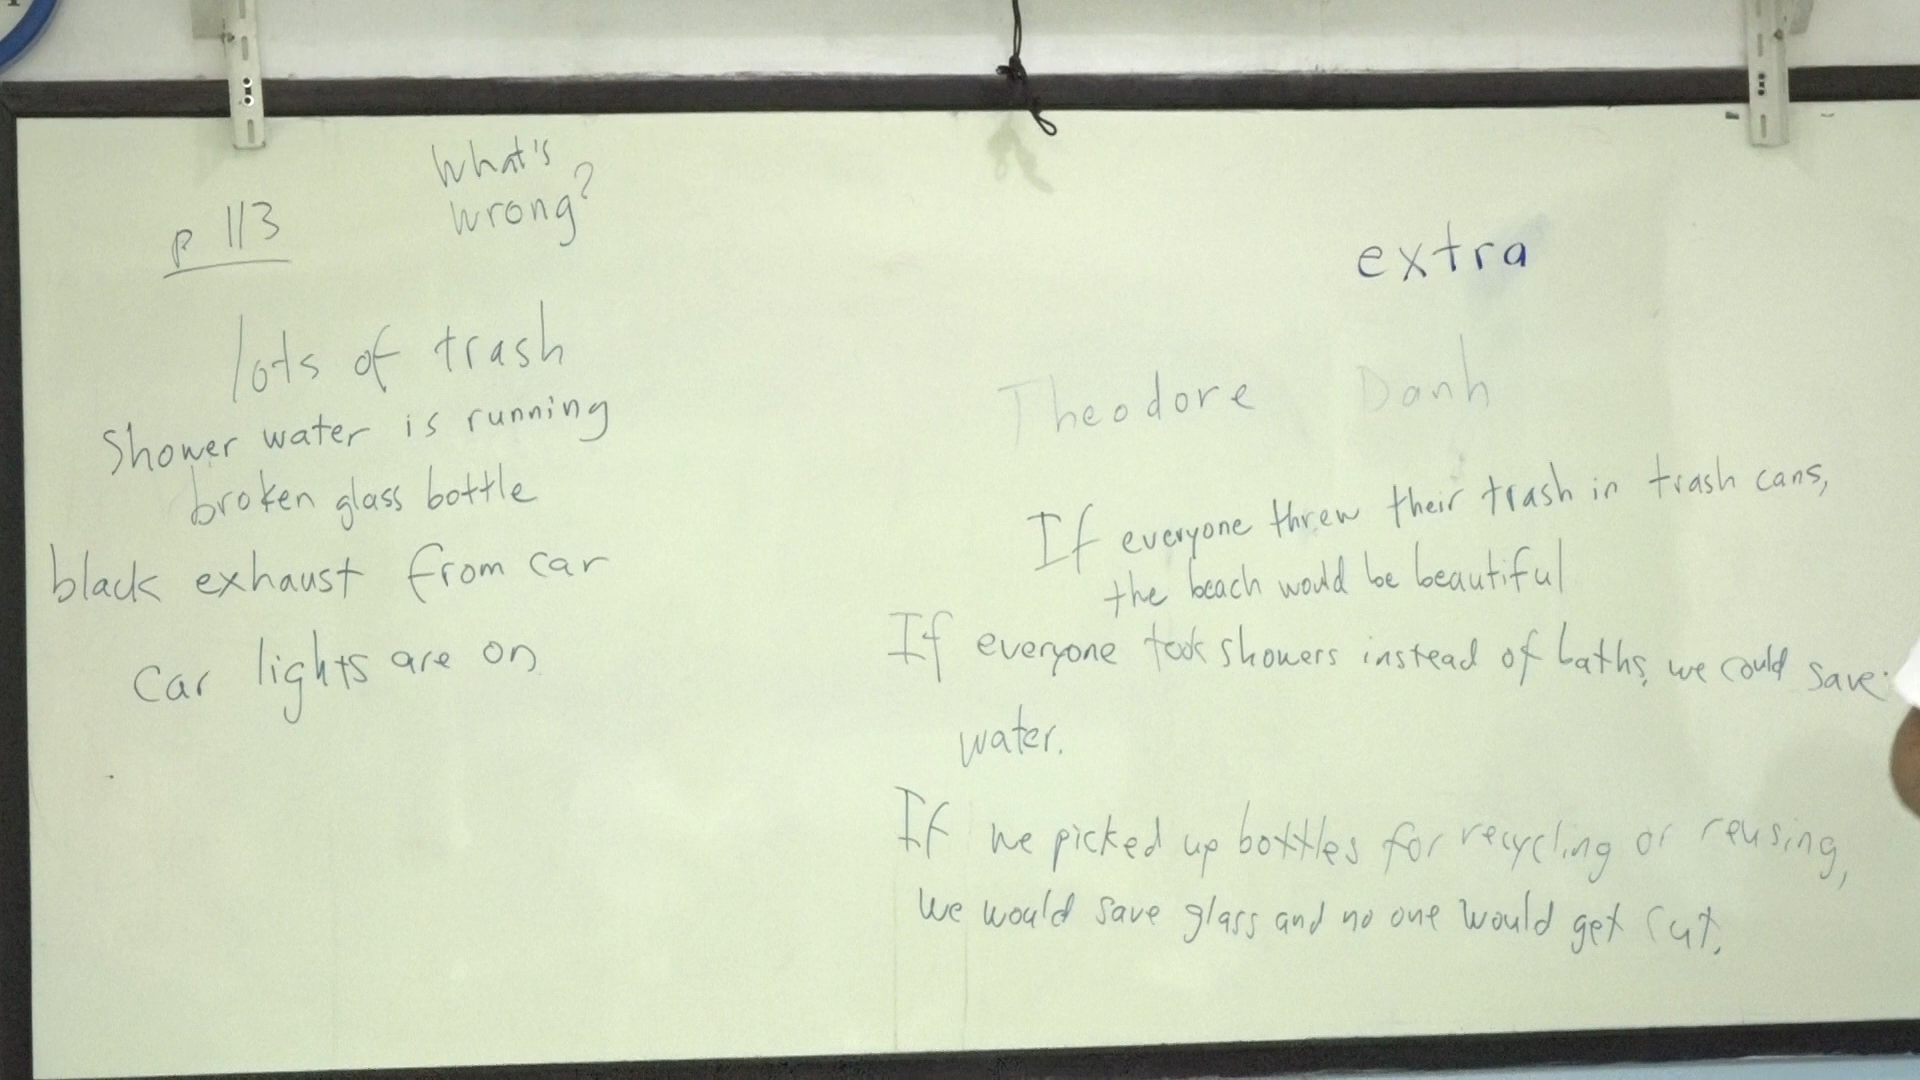 What's
wrong?
p 113
lots of trash
Shower water is running
broken glass bottle
black exhaust from car
Car lights are on
extra
Theodore Danh
If everyone threw their trash in trash cans,
the beach would be beautiful
If everyone took showers instead of baths, we could save
water.
If we picked up bottles for recycling or reusing,
We would save glass and no one would get cut.